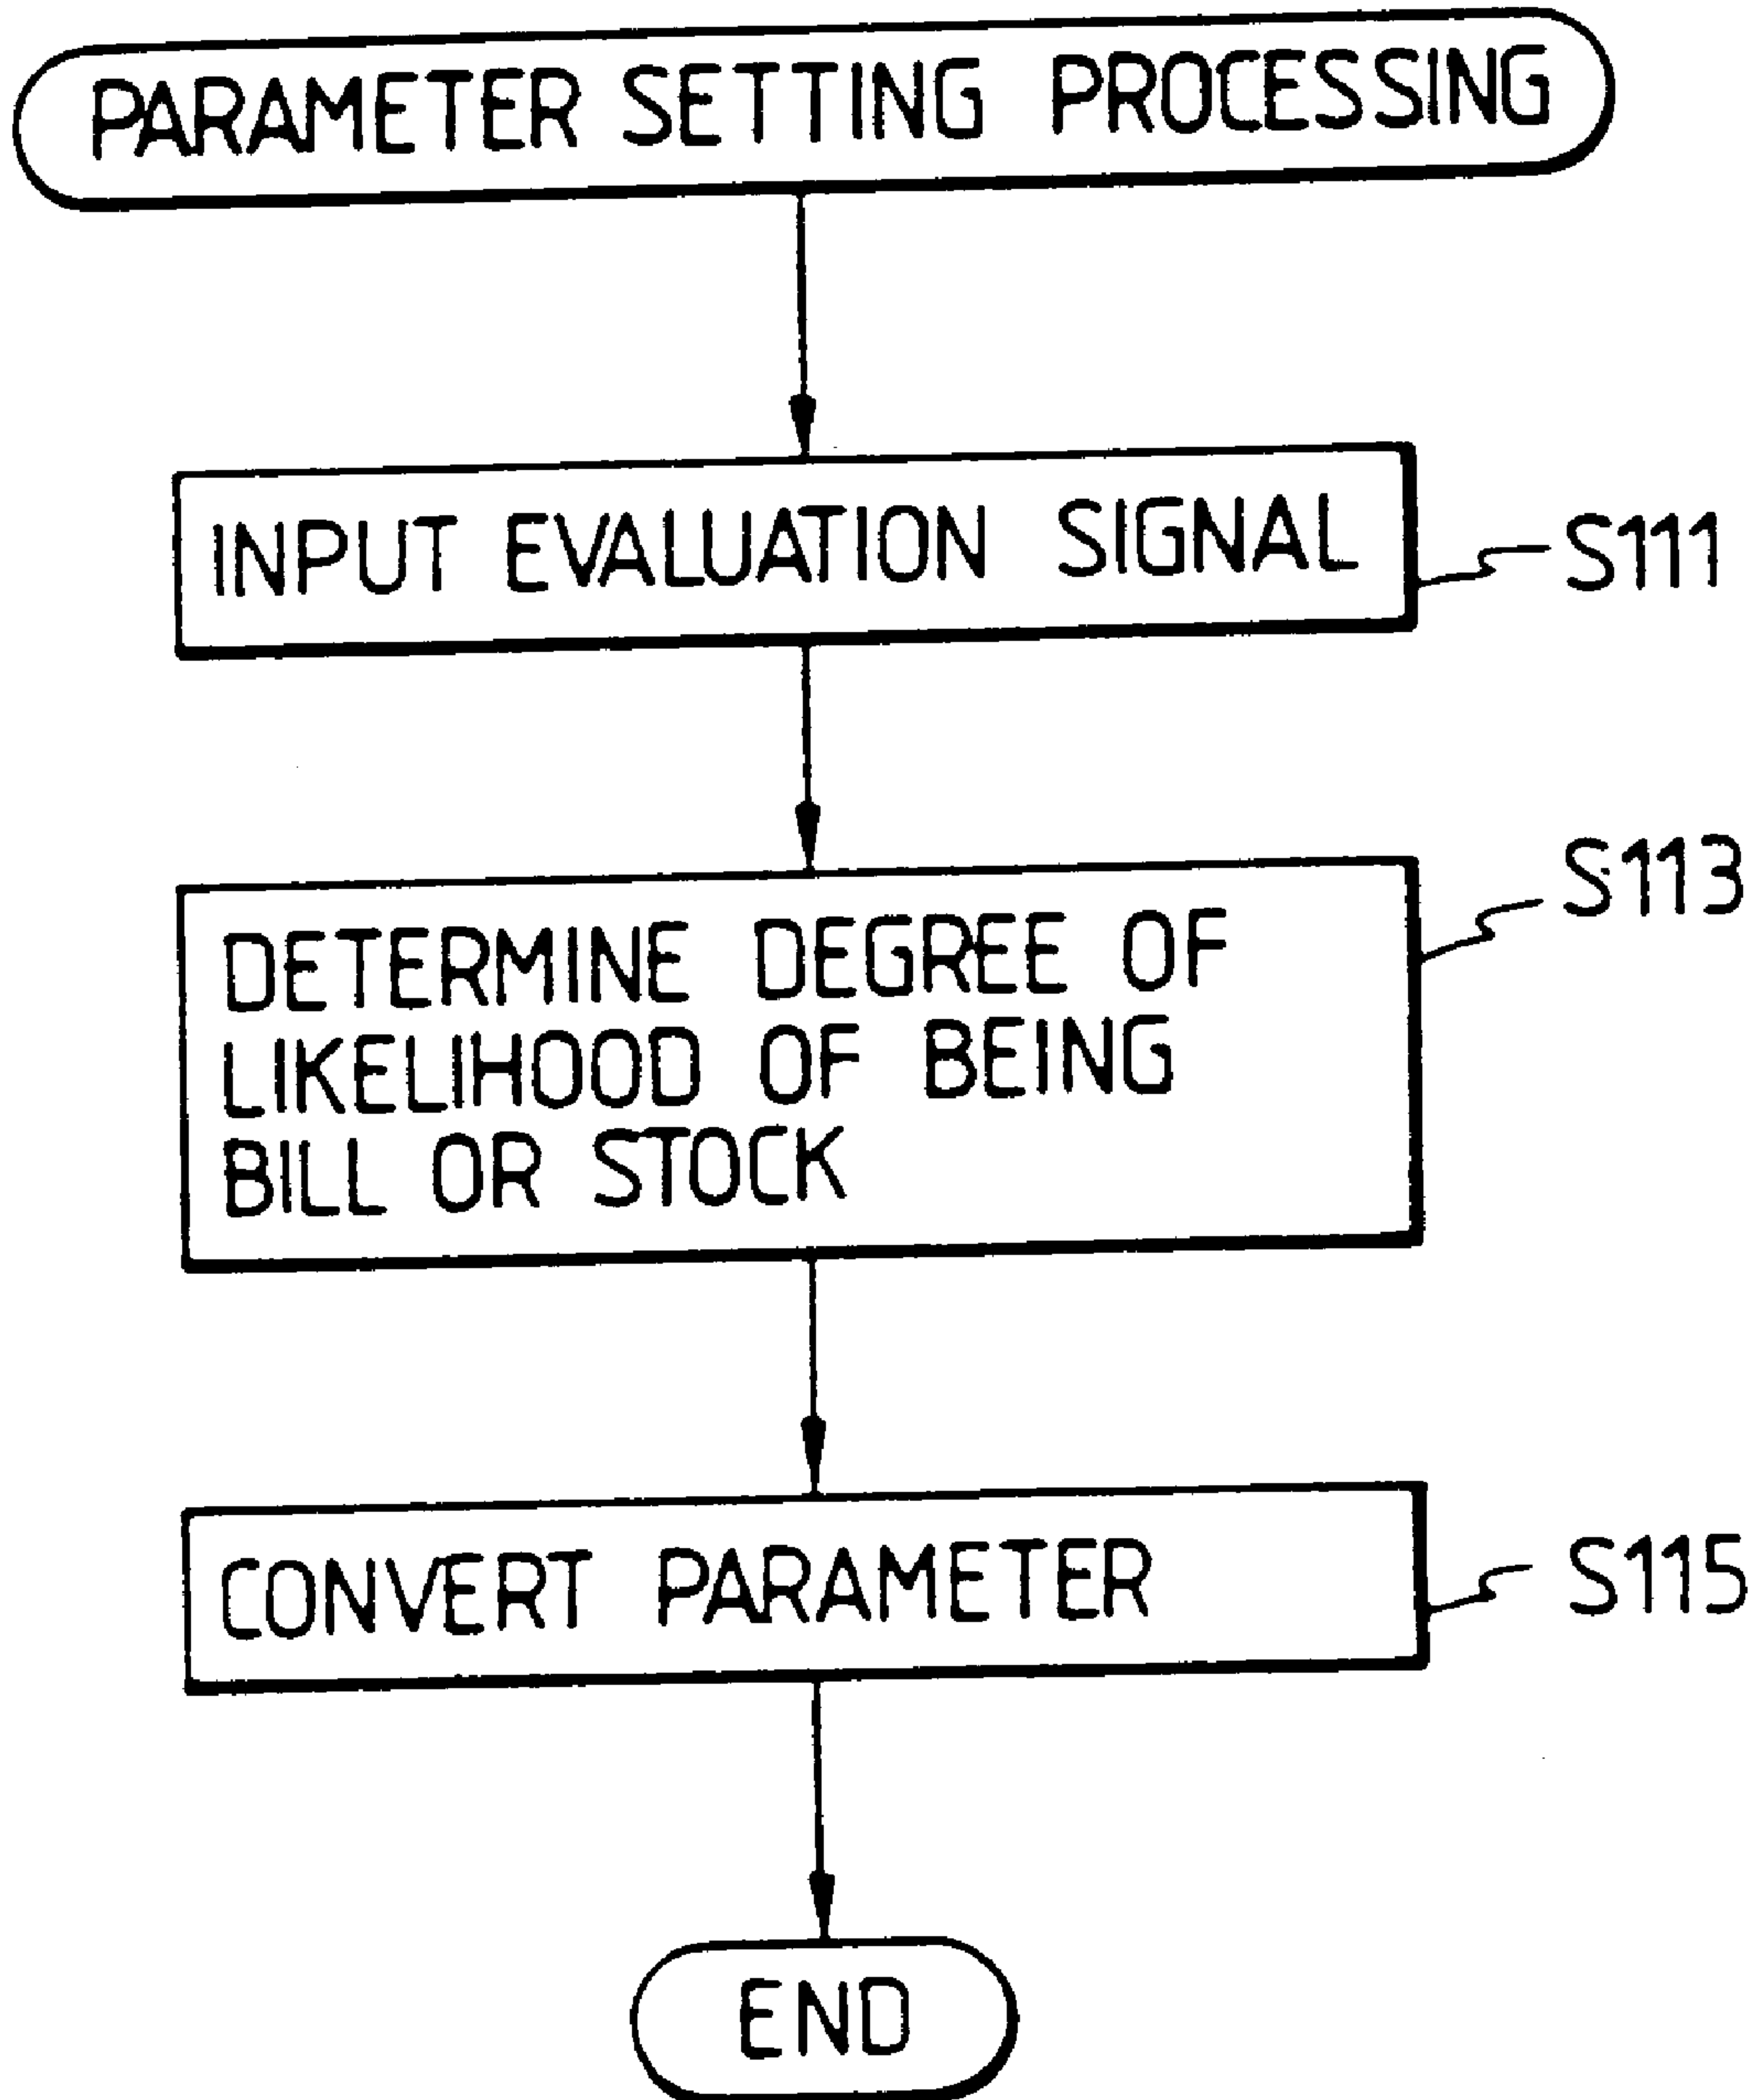 PARAMETER SETTING PROCESSING
INPUT EVALUATION SIGNAL
S111
S113
DETERMINE DEGREE OF
LIKELIHOOD OF BEING
BILL OR STOCK
CONVERT PARAMETER
S115
END